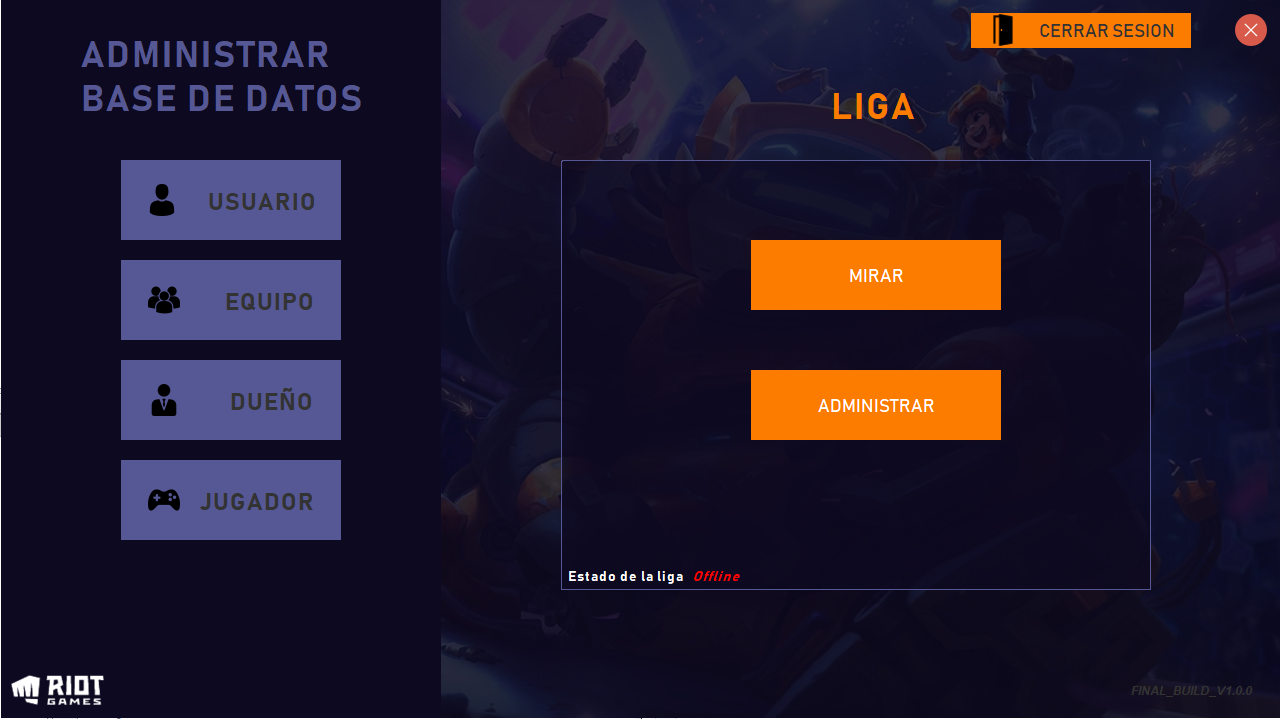 ADMINISTRAR
BASE DE DATOS
USUARIO
EQUIPO
DUEÑO
JUGADOR
RIOT
GAMES
CERRAR SESION
LIGA
MIRAR
ADMINISTRAR
Estado de la liga Offline
FINAL_BUILD_V1.0.0